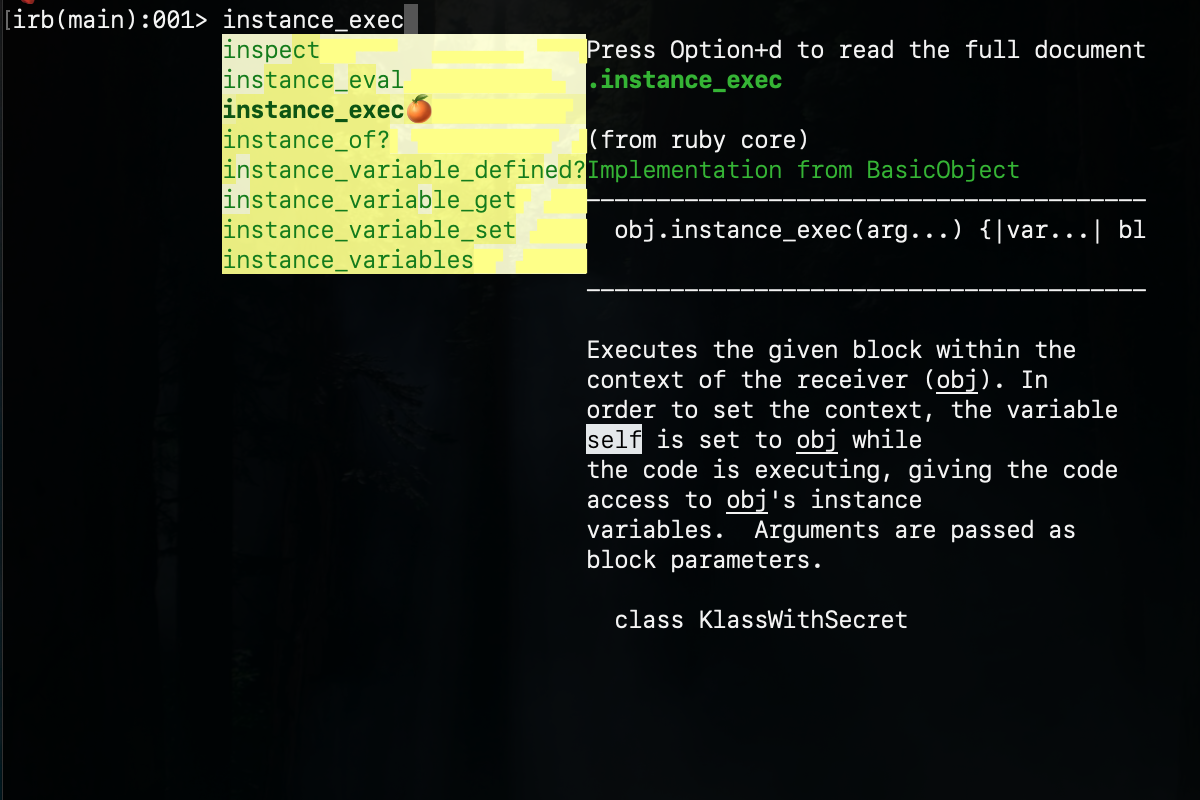 [irb(main):001> instance_exec
inspect
instance_eval
instance_exec
instance_of?
instance_variable_defined?
instance_variable_get
instance_variable_set
instance_variables
Press Option+d to read the full document
.instance_exec
(from ruby core)
Implementation from BasicObject
obj.instance_exec(arg...) {|var...| bl
Executes the given block within the
context of the receiver (obj). In
order to set the context, the variable
self is set to obj while
the code is executing, giving the code
access to obj's instance
variables.  Arguments are passed as
block parameters.
class KlassWithSecret